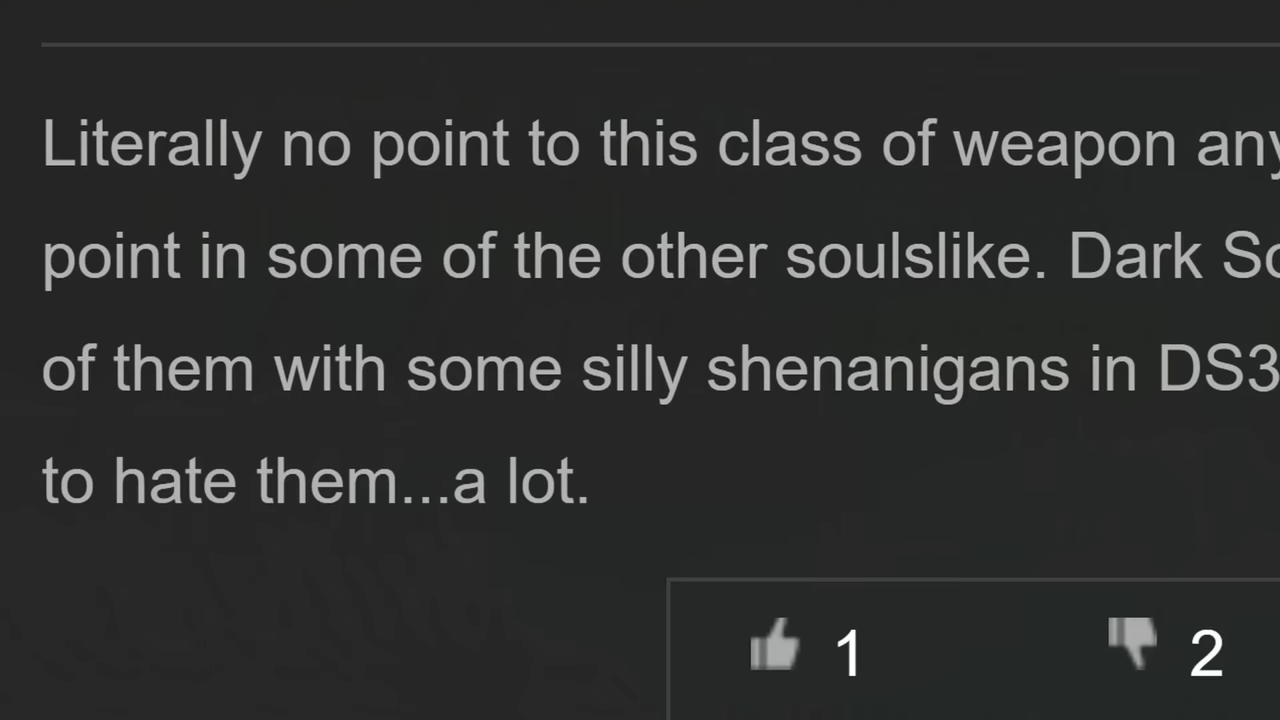 Literally no point to this class of weapon any
point in some of the other soulslike. Dark So
of them with some silly shenanigans in DS3
to hate them...a lot.
1 2